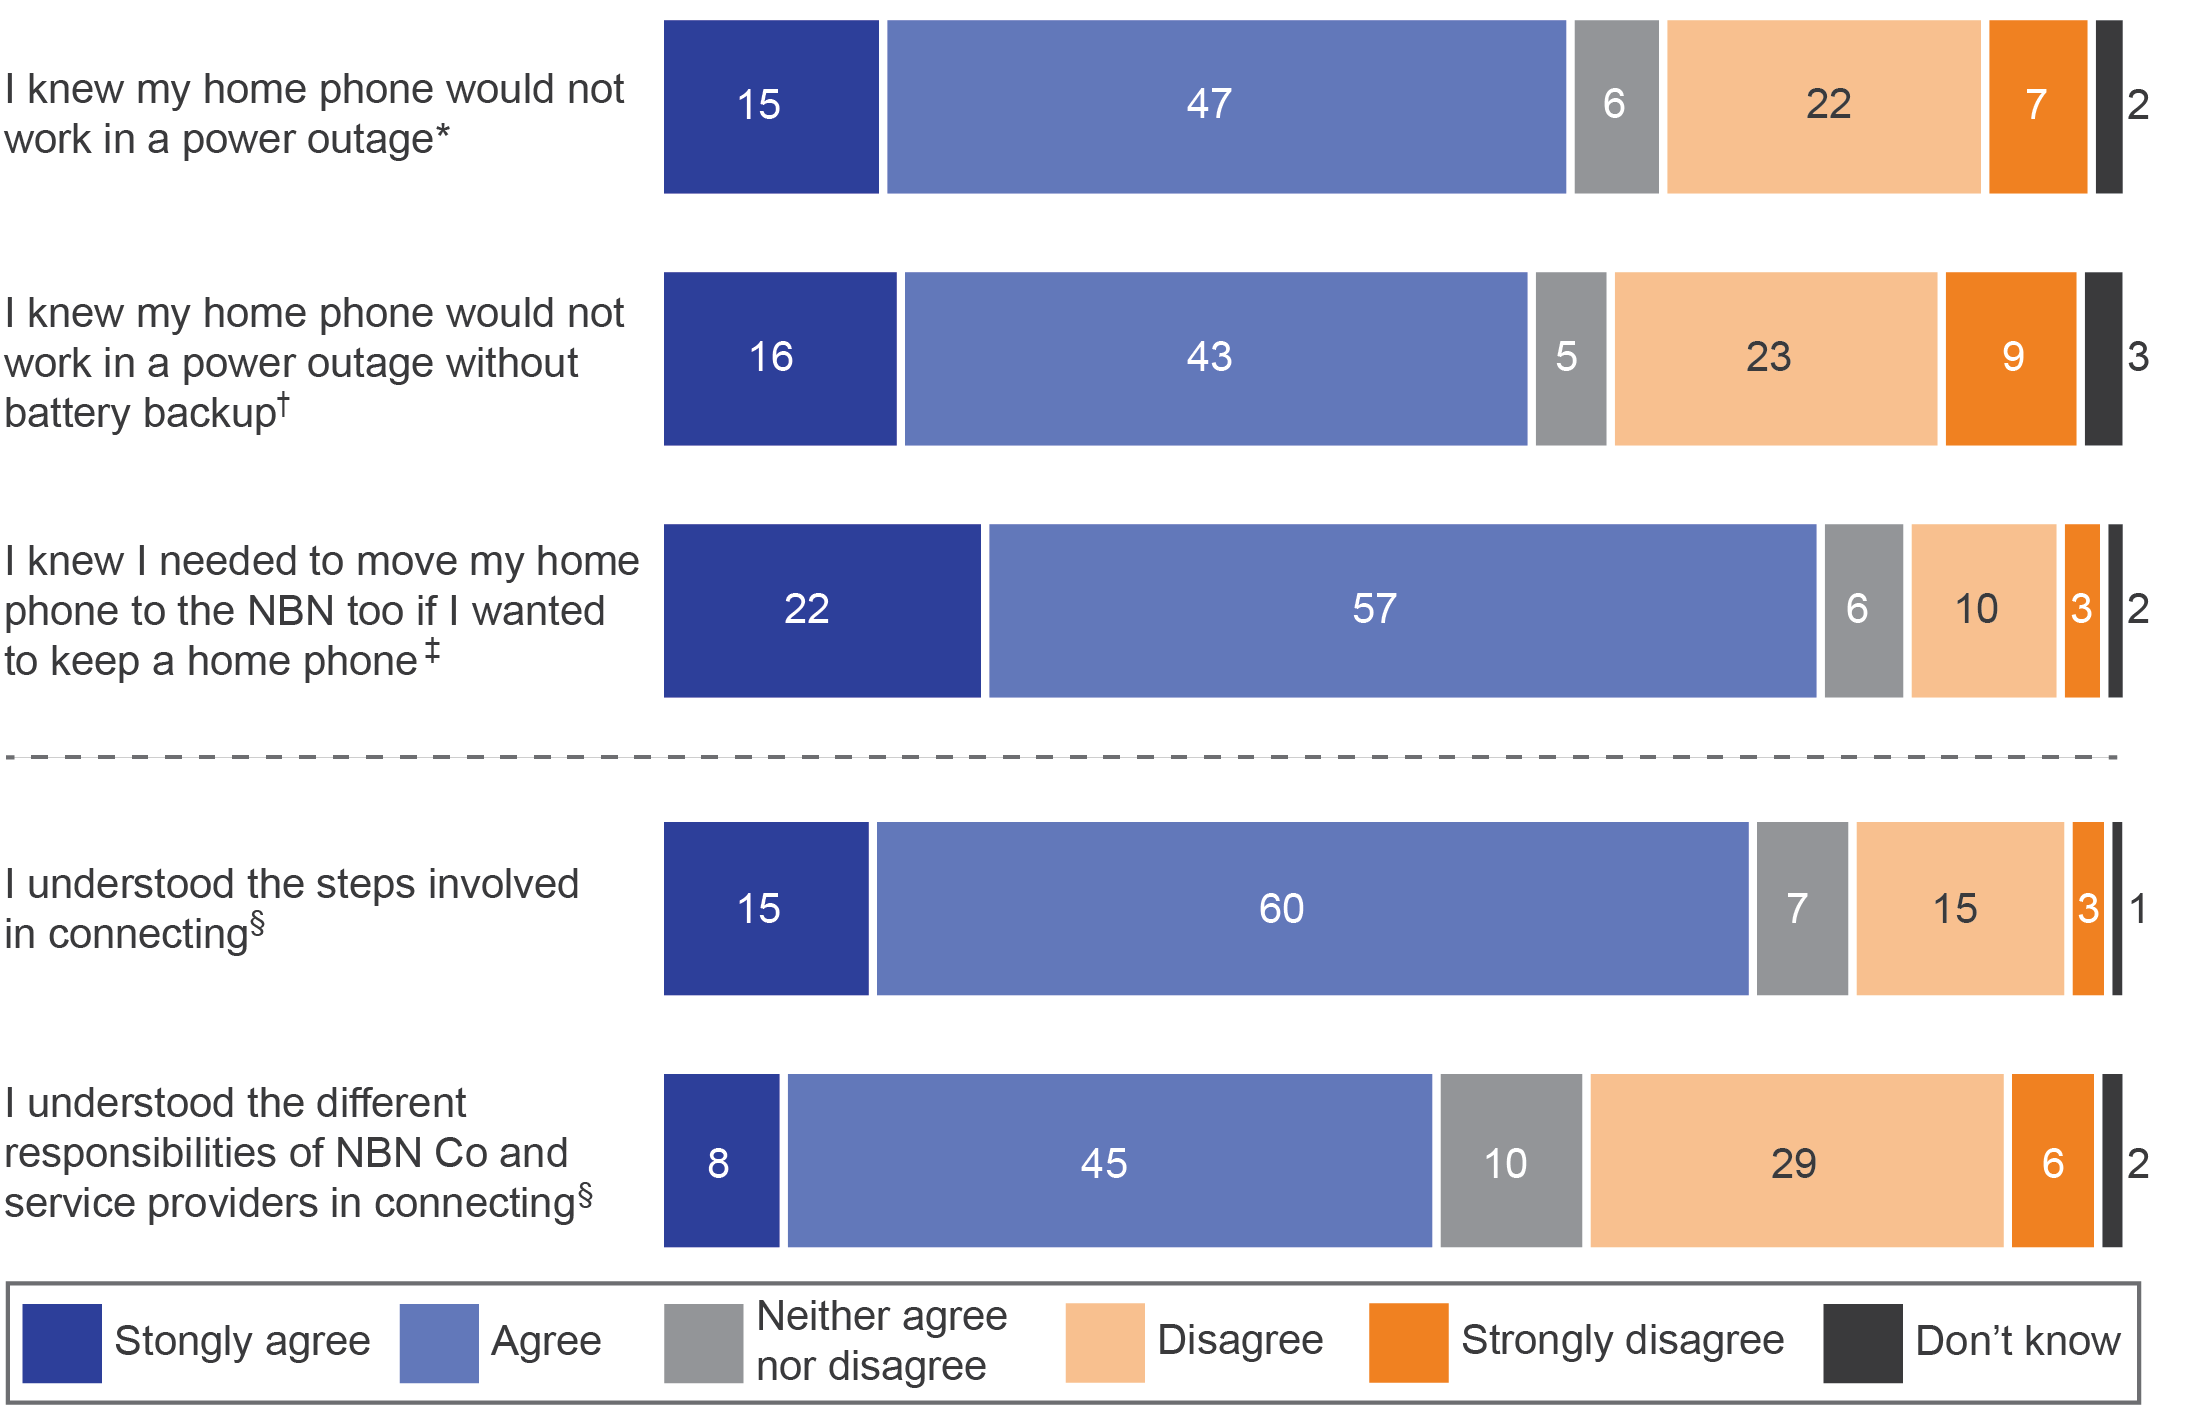 I knew my home phone would not
work in a power outage*
15 47 6 22 7 2
I knew my home phone would not
work in a power outage without
battery backup†
16 43 5 23 9 3
I knew I needed to move my home
phone to the NBN too if I wanted
to keep a home phone‡
22 57 6 10 3 2
I understood the steps involved
in connecting§
15 60 7 15 3 1
I understood the different
responsibilities of NBN Co and
service providers in connecting§
8 45 10 29 6 2
Stongly agree
Agree
Neither agree
nor disagree
Disagree
Strongly disagree
Don’t know